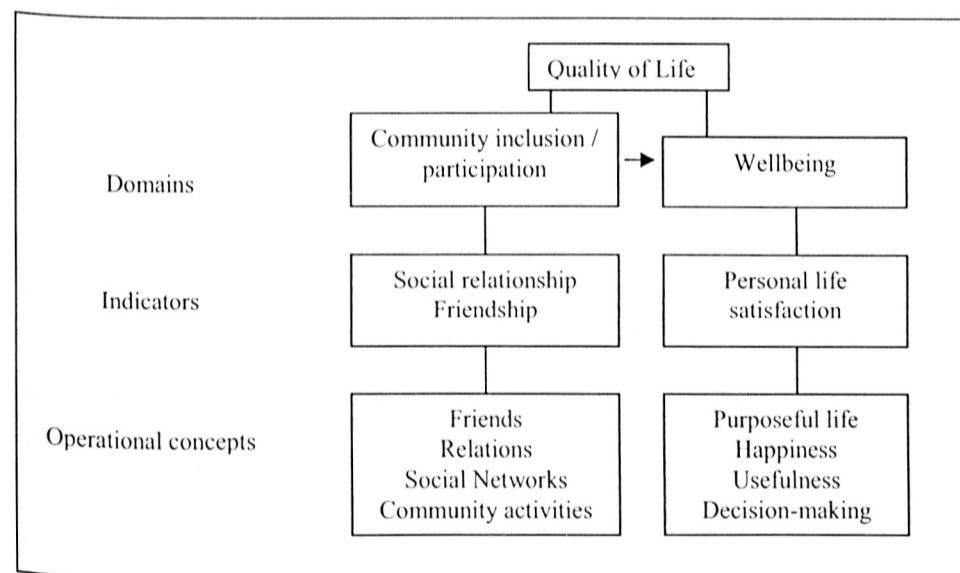 Quality of Life
Community inclusion /
participation
Wellbeing
Domains
Social relationship
Friendship
Personal life
satisfaction
Indicators
Friends
Relations
Social Networks
Community activities
Purposeful life
Happiness
Usefulness
Decision-making
Operational concepts